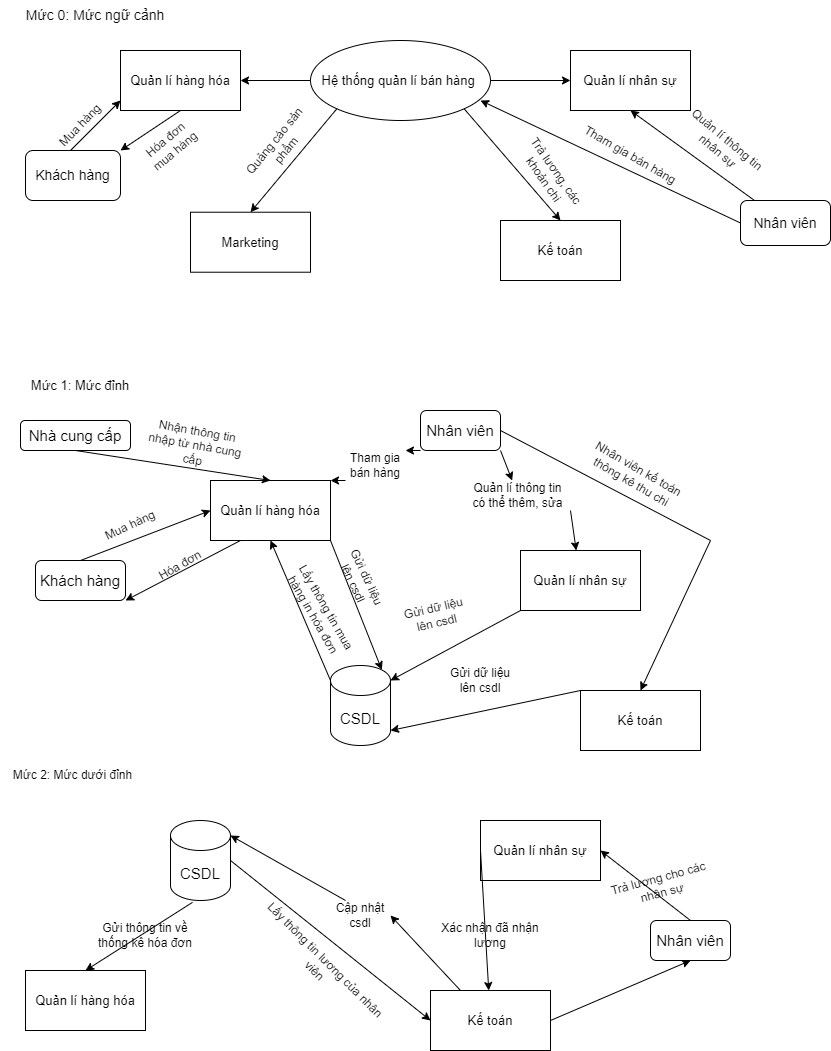 Mức 0: Mức ngữ cảnh
Quản lí hàng hóa
Hệ thống quản lí bán hàng
Quản lí nhân sự
Mua hàng
Hóa đơn
mua hàng
Quảng cáo sản
phẩm
Trả lương, các
khoản chi
Tham gia bán hàng
Quản lí thông tin
nhân sự
Khách hàng
Nhân viên
Marketing
Kế toán
Mức 1: Mức đỉnh
Nhà cung cấp
Nhận thông tin
nhập từ nhà cung
cấp
Nhân viên
Tham gia
bán hàng
Nhân viên kế toán
thống kê thu chi
Quản lí thông tin
có thể thêm, sửa
Quản lí hàng hóa
Mua hàng
Khách hàng
Hóa đơn
Lấy thông tin mua
hàng in hóa đơn
Gửi dữ liệu
lên csdl
Quản lí nhân sự
Gửi dữ liệu
lên csdl
Gửi dữ liệu
lên csdl
CSDL
Kế toán
Mức 2: Mức dưới đỉnh
CSDL
Quản lí nhân sự
Trả lương cho các
nhân sự
Cập nhật
csdl
Gửi thông tin về
thống kê hóa đơn
Lấy thông tin lương của nhân
viên
Xác nhận đã nhận
lương
Nhân viên
Quản lí hàng hóa
Kế toán